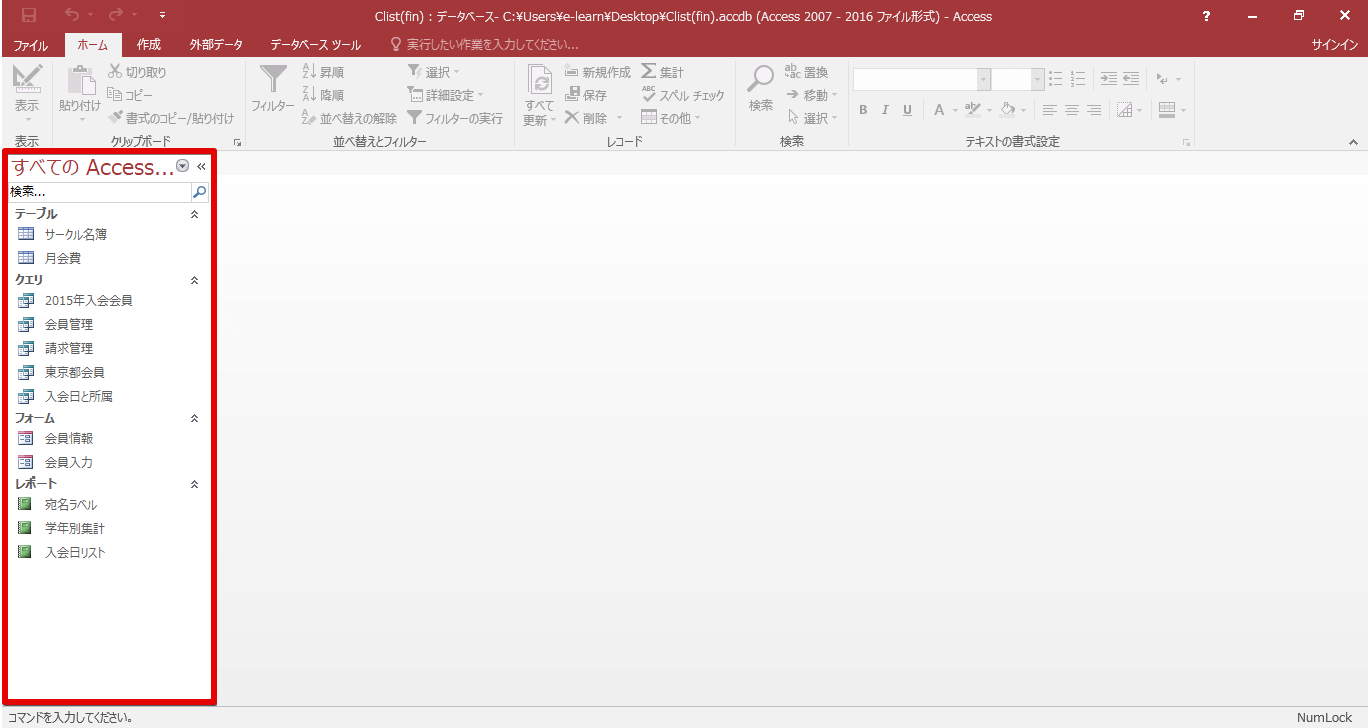 Clist(fin) : データベース- C:¥Users¥e-learn¥Desktop¥Clist(fin).accdb (Access 2007 - 2016 ファイル形式) - Access
?
ファイル ホーム 作成 外部データ データベース ツール 実行したい作業を入力してください... サインイン
表示
表示
貼り付け
切り取り
コピー
書式のコピー/貼り付け
クリップボード
フィルター
昇順
降順
並べ替えの解除
選択
詳細設定
フィルターの実行
並べ替えとフィルター
すべて
更新
新規作成
保存
削除
集計
スペル チェック
その他
レコード
検索
置換
移動
選択
検索
B I U A
テキストの書式設定
すべての Access...
検索...
テーブル
サークル名簿
月会費
クエリ
2015年入会会員
会員管理
請求管理
東京都会員
入会日と所属
フォーム
会員情報
会員入力
レポート
宛名ラベル
学年別集計
入会日リスト
コマンドを入力してください。
NumLock